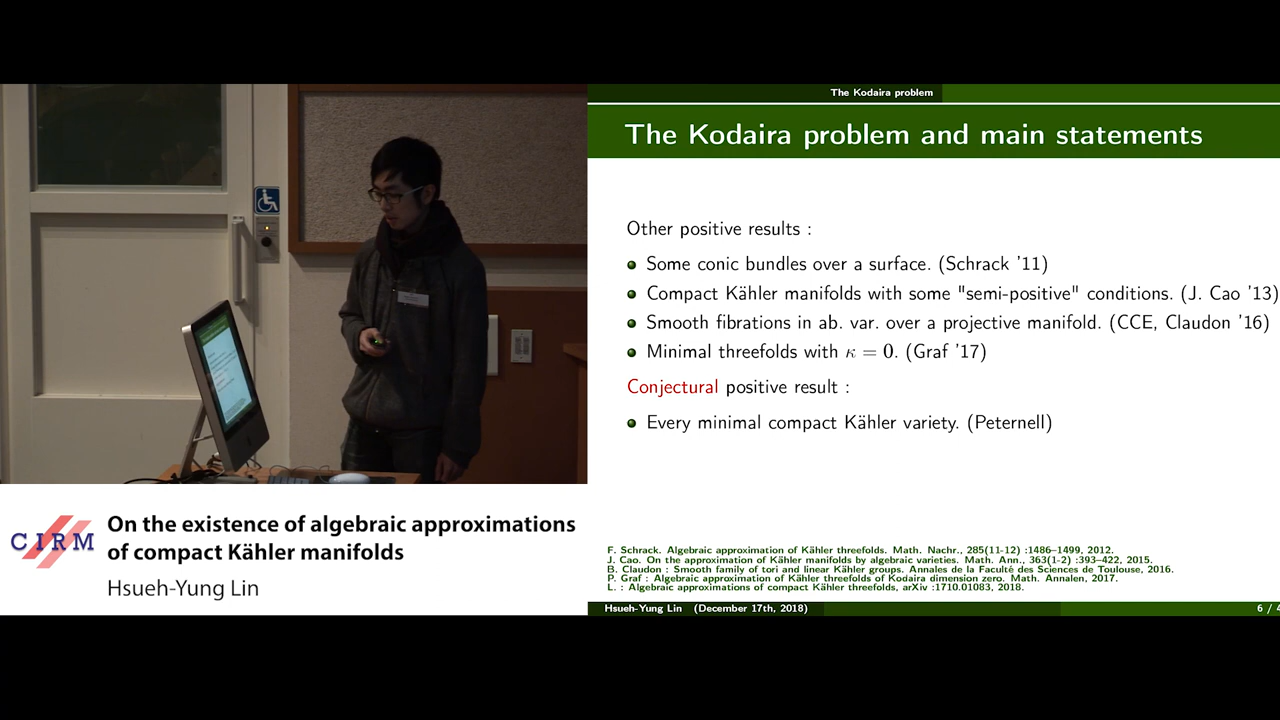 The Kodaira problem
The Kodaira problem and main statements
Other positive results :
Some conic bundles over a surface. (Schrack '11)
Compact Kähler manifolds with some "semi-positive" conditions. (J. Cao '13)
Smooth fibrations in ab. var. over a projective manifold. (CCE, Claudon '16)
Minimal threefolds with κ = 0. (Graf '17)
Conjectural positive result :
Every minimal compact Kähler variety. (Peternell)
F. Schrack. Algebraic approximation of Kähler threefolds. Math. Nachr., 285(11-12) :1486–1499, 2012.
J. Cao. On the approximation of Kähler manifolds by algebraic varieties. Math. Ann., 363(1-2) :393–422, 2015.
B. Claudon : Smooth family of tori and linear Kähler groups. Annales de la Faculté des Sciences de Toulouse, 2016.
P. Graf : Algebraic approximation of Kähler threefolds of Kodaira dimension zero. Math. Annalen, 2017.
L. : Algebraic approximations of compact Kähler threefolds, arXiv :1710.01083, 2018.
Hsueh-Yung Lin (December 17th, 2018)
6 / 4
CIRM
On the existence of algebraic approximations
of compact Kähler manifolds
Hsueh-Yung Lin